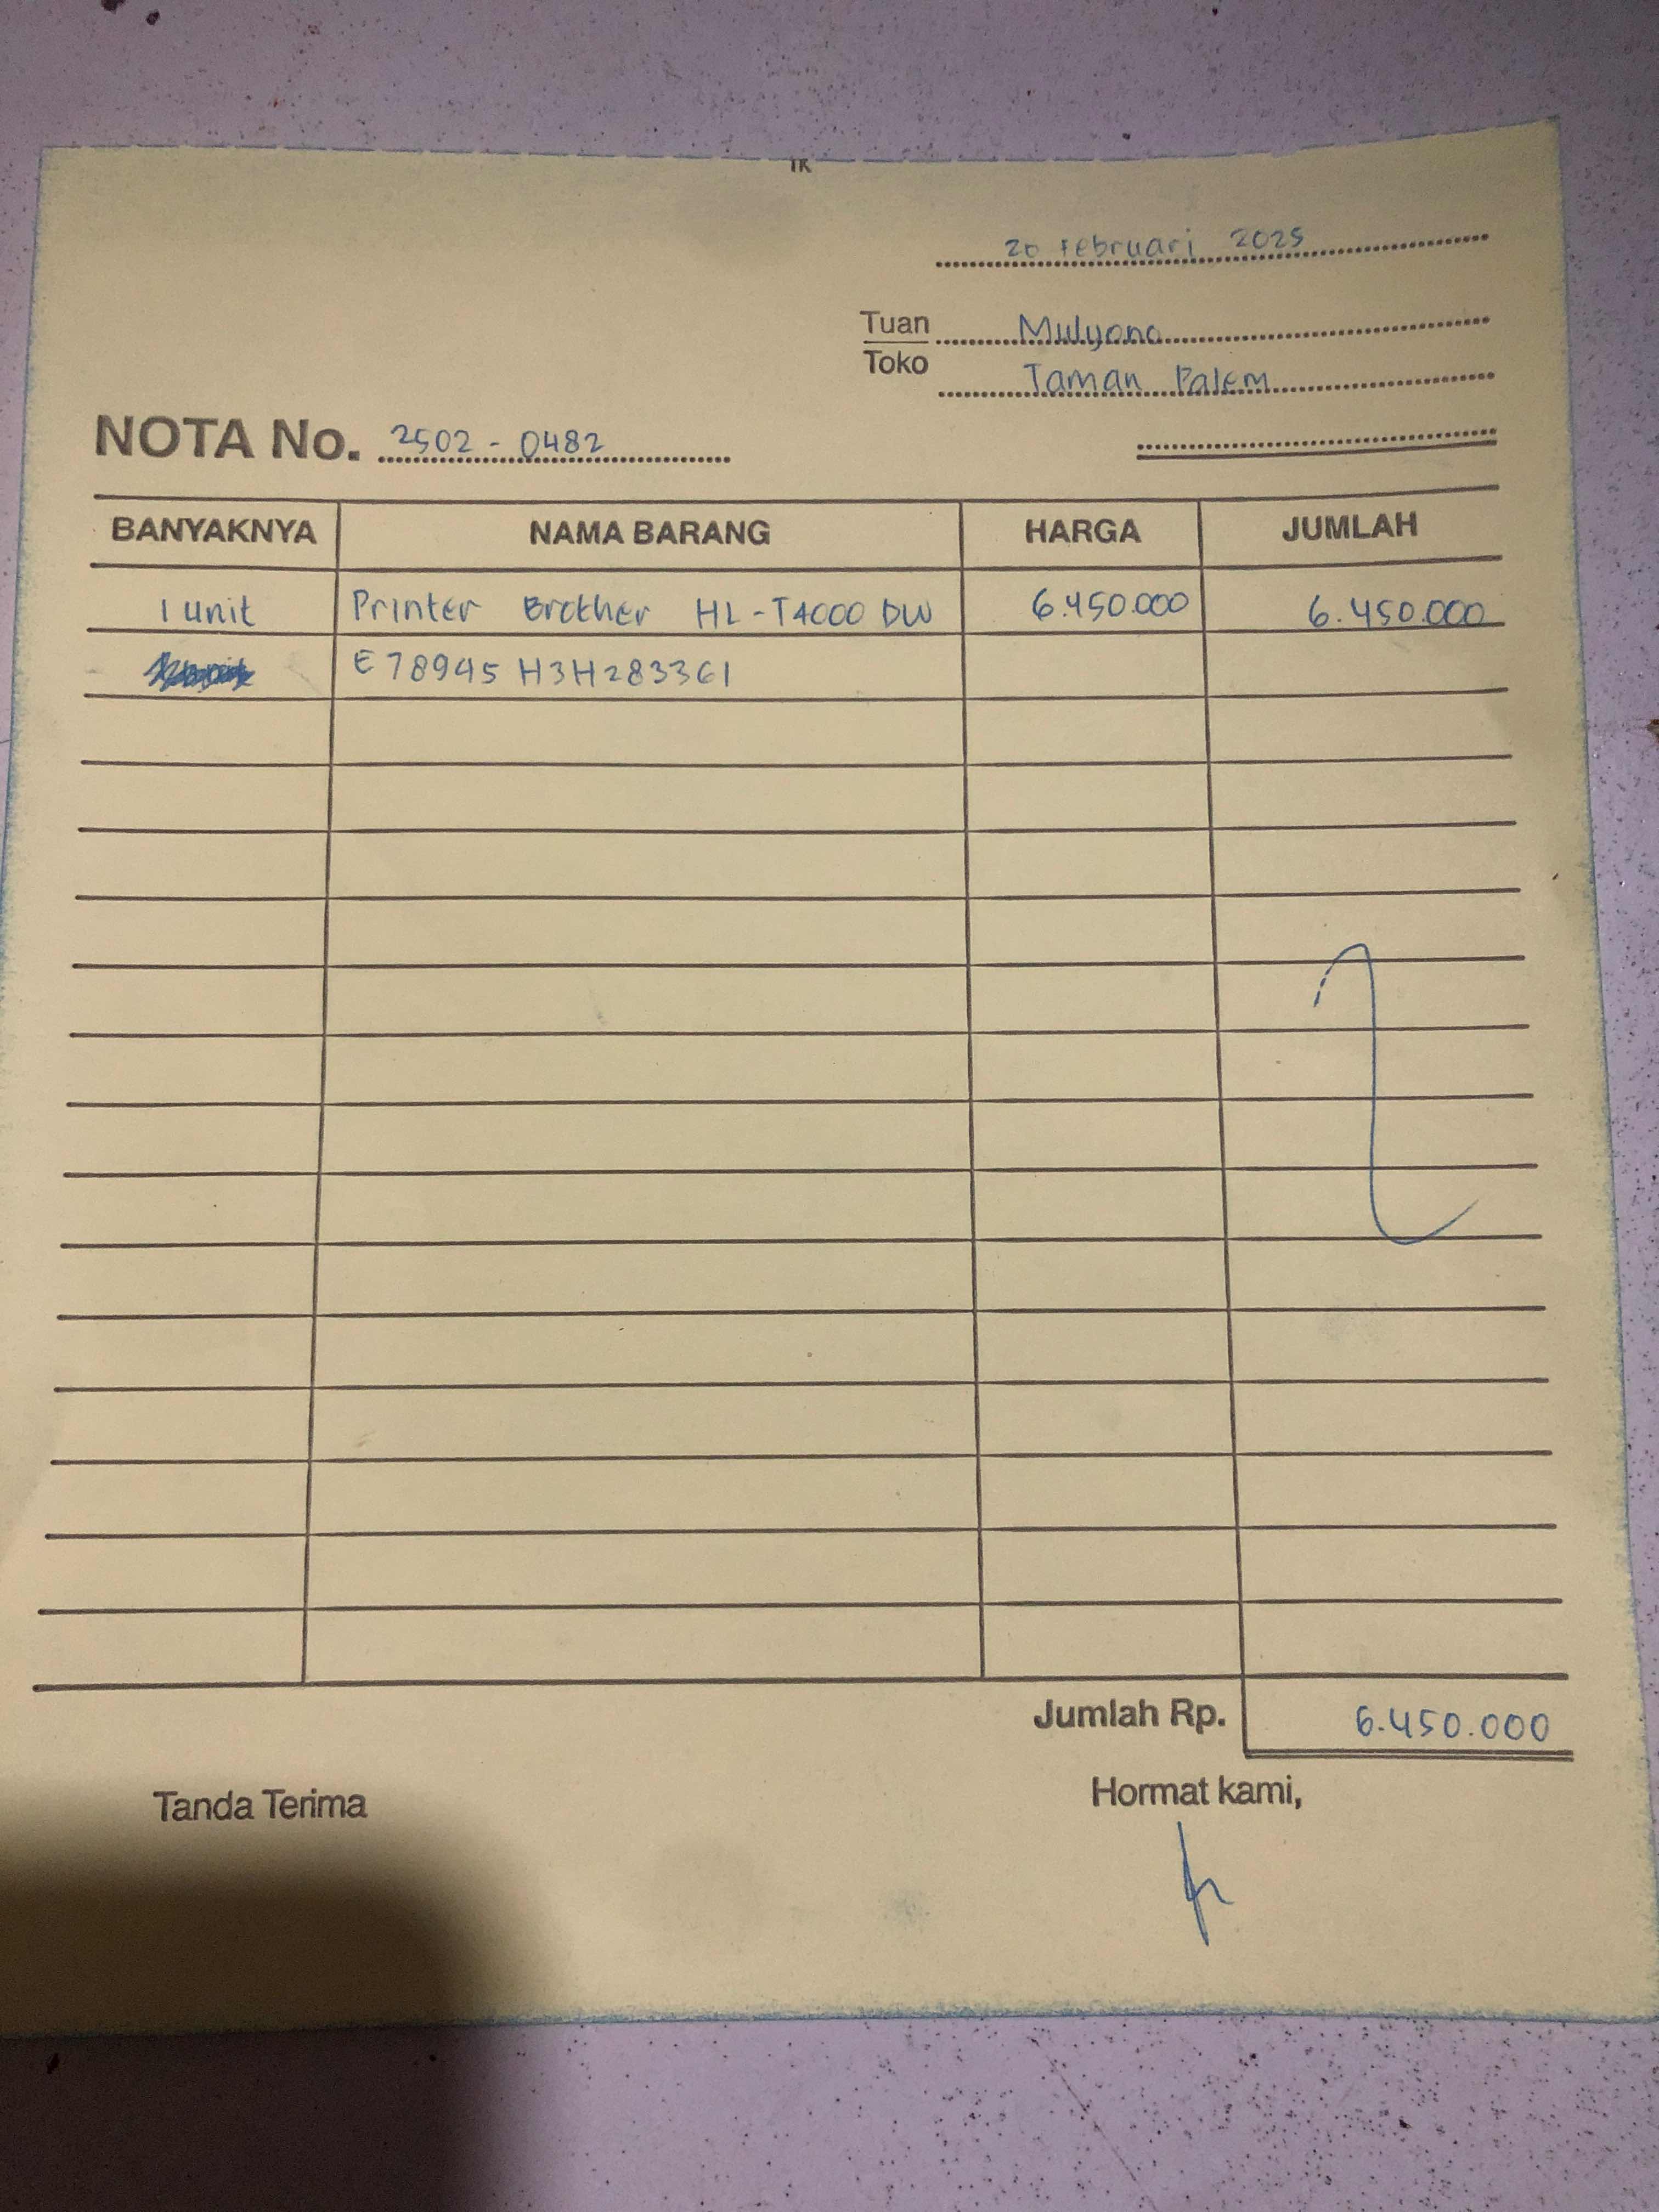 20 Februari 2025
Tuan Mulyono
Toko Taman Palem
NOTA No. 2502 - 0482
BANYAKNYA NAMA BARANG HARGA JUMLAH
1 unit Printer Brother HL - T4000 DW 6.450.000 6.450.000
E78945 H3H283361
Jumlah Rp. 6.450.000
Tanda Terima Hormat kami,